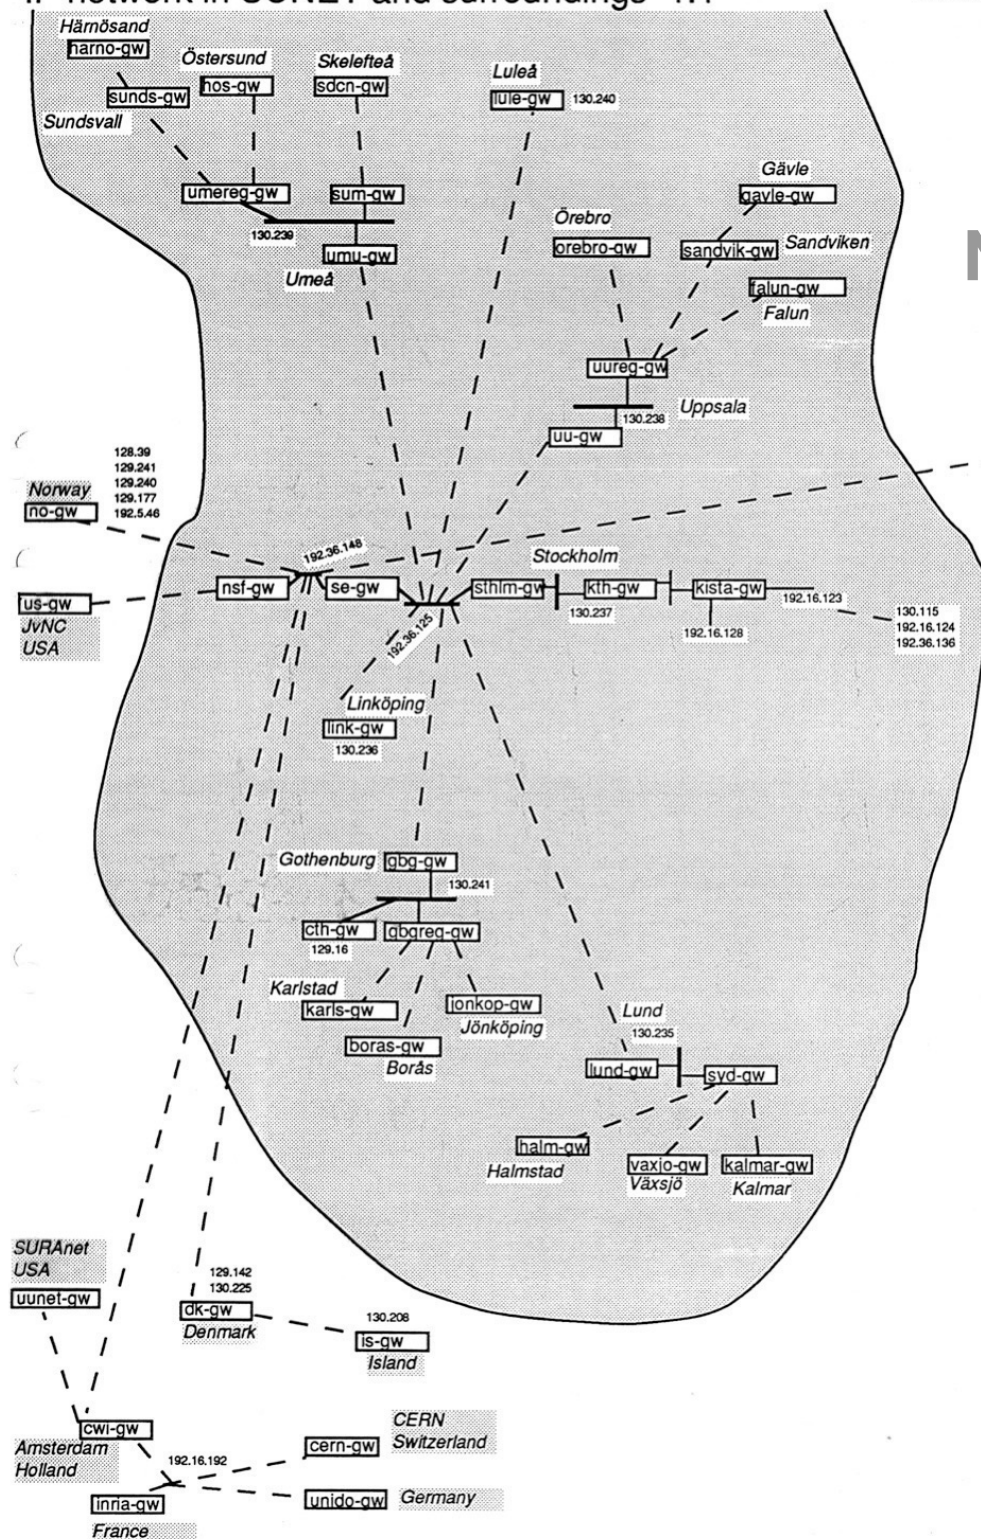 Härnösand
harno-gw
Östersund
hos-gw
Skelefteå
sdcn-gw
Luleå
lule-gw
130.240
sunds-gw
Sundsvall
Gävle
gavle-gw
umereg-gw
sum-gw
130.239
umu-gw
Umeå
Örebro
orebro-gw
sandvik-gw
Sandviken
falun-gw
Falun
uureg-gw
130.238
Uppsala
uu-gw
128.39
129.241
129.240
129.177
192.5.46
Norway
no-gw
192.36.148
Stockholm
nsf-gw
se-gw
sthlm-gw
kth-gw
kista-gw
130.237
192.16.123
192.16.128
130.115
192.16.124
192.36.136
us-gw
JvNC
USA
192.36.125
Linköping
link-gw
130.236
Gothenburg
gbg-gw
130.241
cth-gw
129.16
gbgreg-gw
Karlstad
karls-gw
jonkop-gw
Jönköping
boras-gw
Borås
Lund
130.235
lund-gw
syd-gw
halm-gw
Halmstad
vaxjo-gw
Växsjö
kalmar-gw
Kalmar
SURAnet
USA
uunet-gw
129.142
130.225
dk-gw
Denmark
130.208
is-gw
Island
cwi-gw
Amsterdam
Holland
192.16.192
cern-gw
CERN
Switzerland
inria-gw
France
unido-gw
Germany